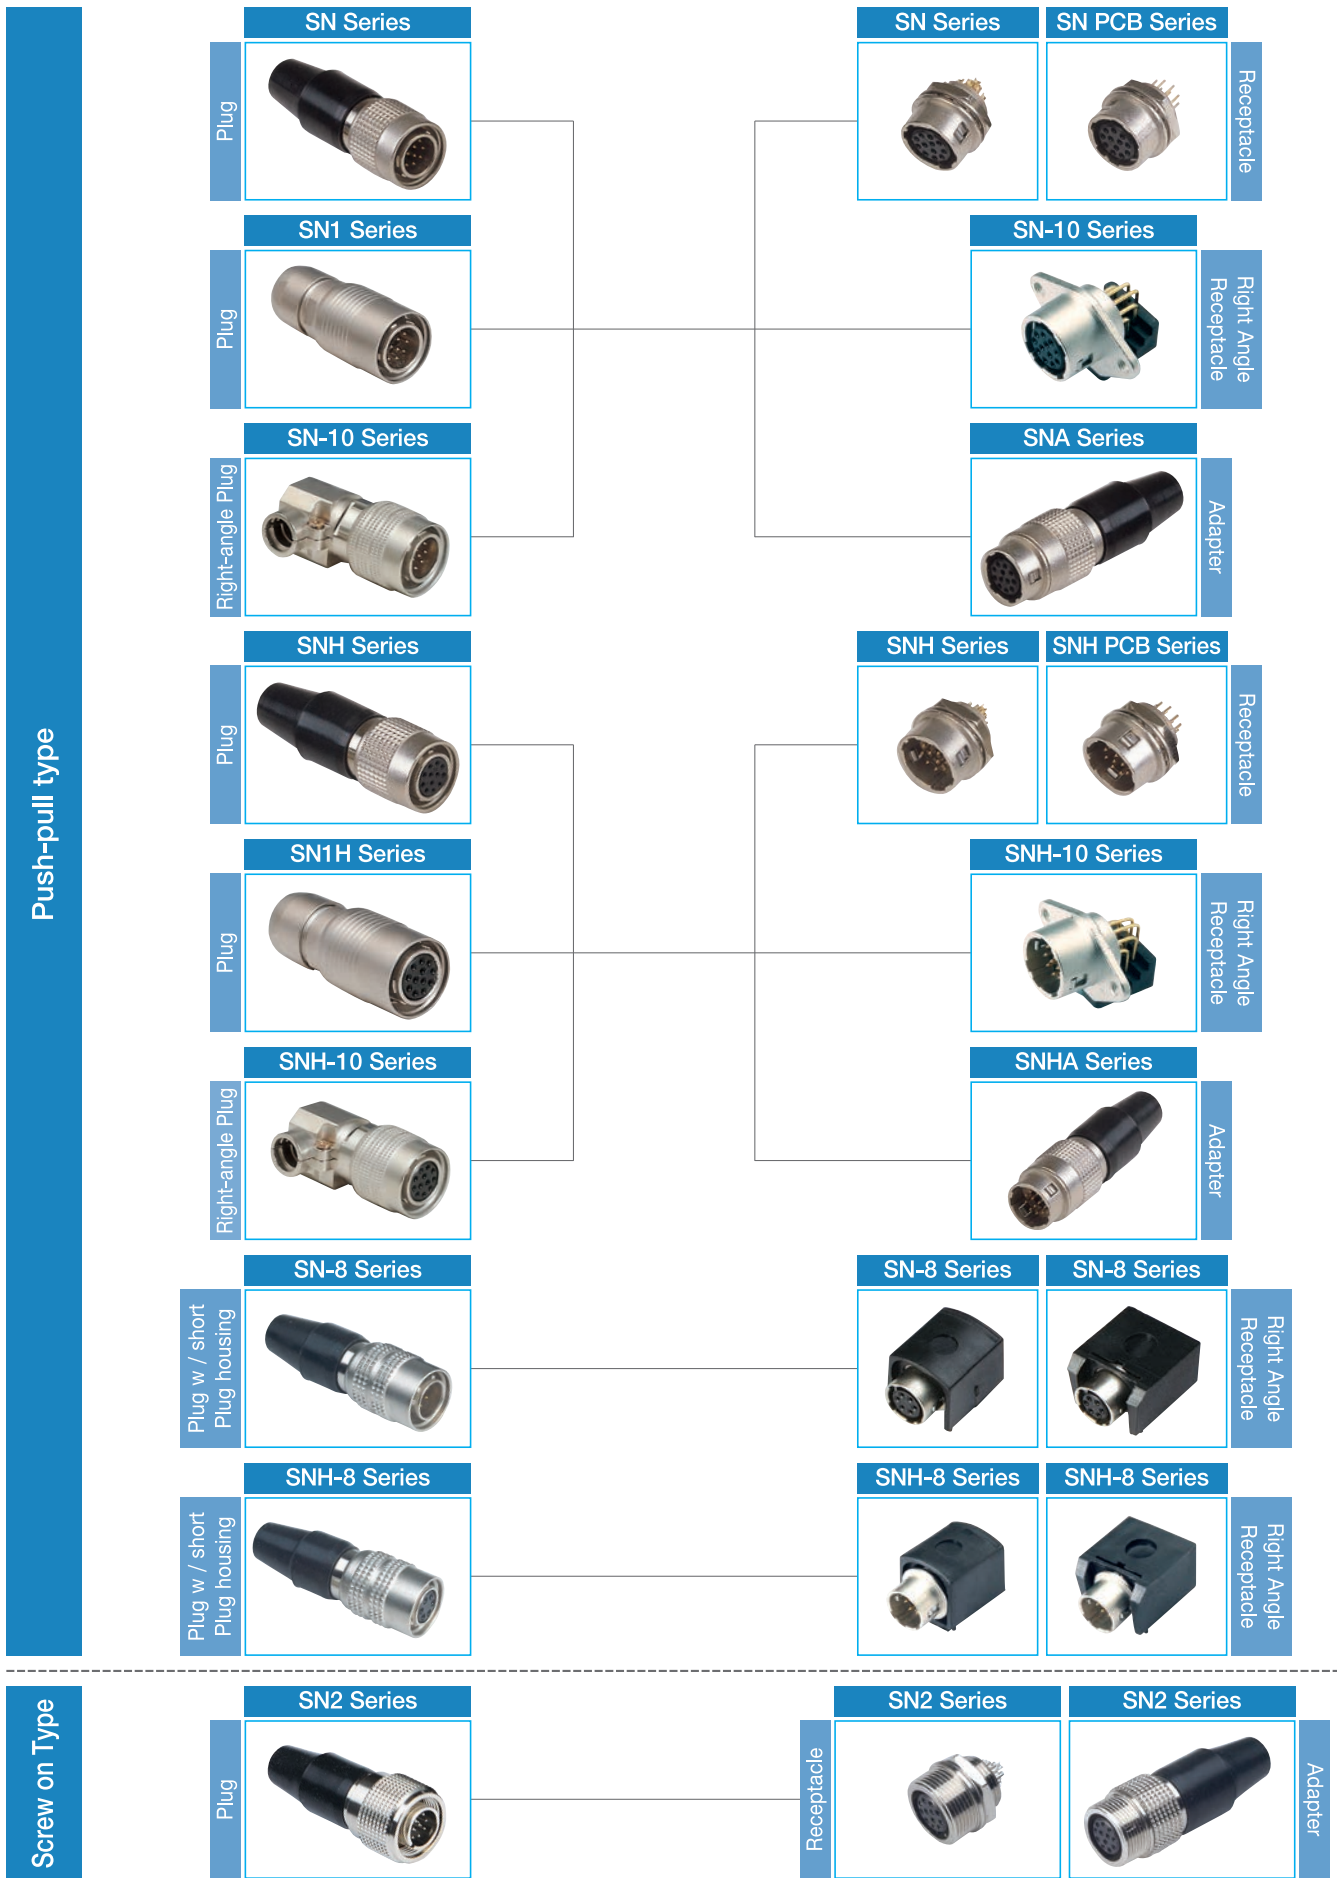 Push-pull type
SN Series
Plug
SN Series
SN PCB Series
Receptacle
SN1 Series
Plug
SN-10 Series
Right Angle
Receptacle
SN-10 Series
Right-angle Plug
SNA Series
Adapter
SNH Series
Plug
SNH Series
SNH PCB Series
Receptacle
SN1H Series
Plug
SNH-10 Series
Right Angle
Receptacle
SNH-10 Series
Right-angle Plug
SNHA Series
Adapter
SN-8 Series
Plug w / short
Plug housing
SN-8 Series
SN-8 Series
Right Angle
Receptacle
SNH-8 Series
Plug w / short
Plug housing
SNH-8 Series
SNH-8 Series
Right Angle
Receptacle
Screw on Type
SN2 Series
Plug
SN2 Series
Receptacle
SN2 Series
Adapter